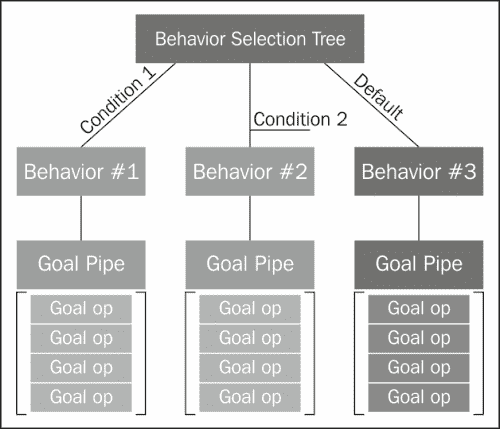 Behavior Selection Tree
Condition 1
Condition 2
Default
Behavior #1
Behavior #2
Behavior #3
Goal Pipe
Goal Pipe
Goal Pipe
Goal op
Goal op
Goal op
Goal op
Goal op
Goal op
Goal op
Goal op
Goal op
Goal op
Goal op
Goal op